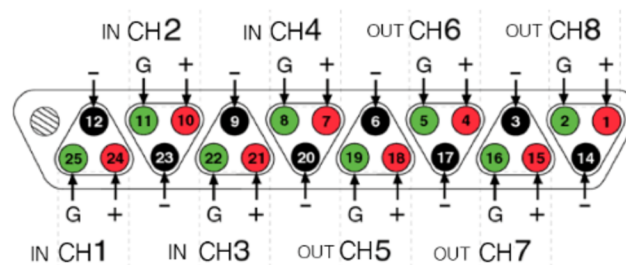 IN CH2 IN CH4 OUT CH6 OUT CH8
- G + - G + - G + - G +
12 11 10 9 8 7 6 5 4 3 2 1
25 24 23 22 21 20 19 18 17 16 15 14
G + - G + - G + - G + -
IN CH1 IN CH3 OUT CH5 OUT CH7